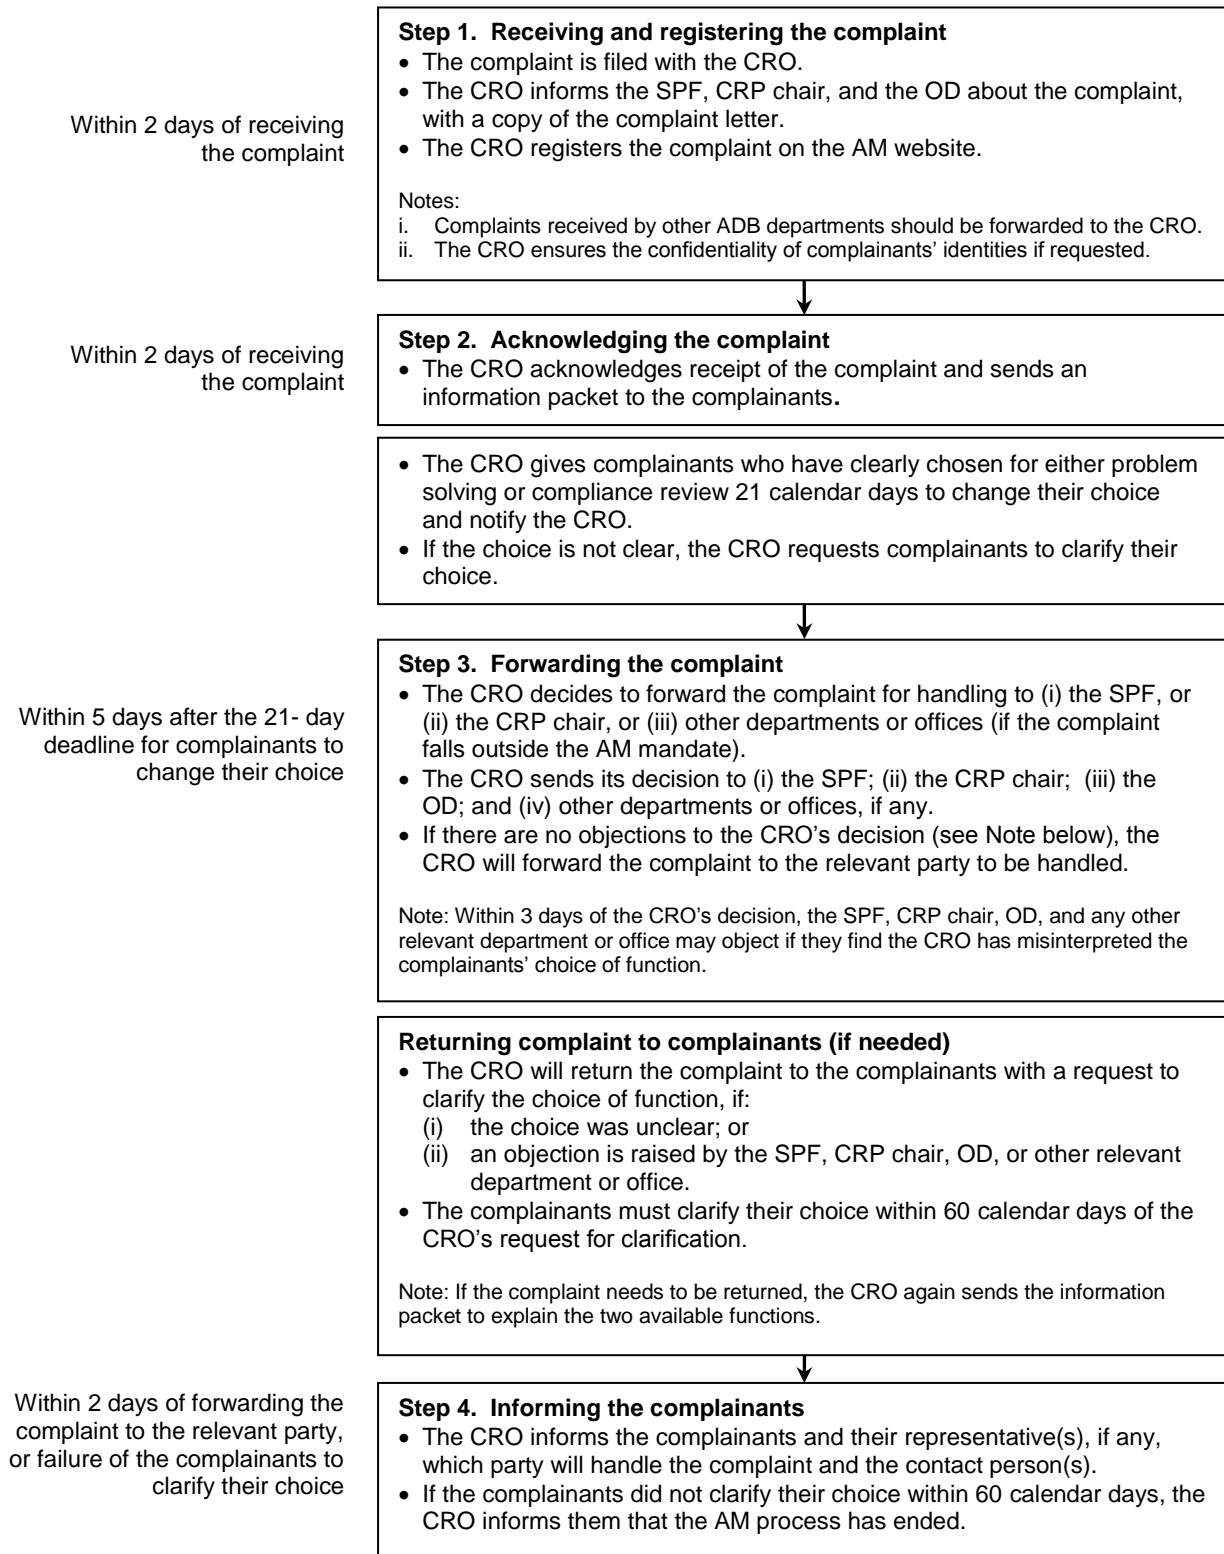 Within 2 days of receiving
the complaint
Step 1.  Receiving and registering the complaint
• The complaint is filed with the CRO.
• The CRO informs the SPF, CRP chair, and the OD about the complaint,
with a copy of the complaint letter.
• The CRO registers the complaint on the AM website.
Notes:
i. Complaints received by other ADB departments should be forwarded to the CRO.
ii. The CRO ensures the confidentiality of complainants' identities if requested.
Within 2 days of receiving
the complaint
Step 2.  Acknowledging the complaint
• The CRO acknowledges receipt of the complaint and sends an
information packet to the complainants.
• The CRO gives complainants who have clearly chosen for either problem
solving or compliance review 21 calendar days to change their choice
and notify the CRO.
• If the choice is not clear, the CRO requests complainants to clarify their
choice.
Within 5 days after the 21- day
deadline for complainants to
change their choice
Step 3.  Forwarding the complaint
• The CRO decides to forward the complaint for handling to (i) the SPF, or
(ii) the CRP chair, or (iii) other departments or offices (if the complaint
falls outside the AM mandate).
• The CRO sends its decision to (i) the SPF; (ii) the CRP chair;  (iii) the
OD; and (iv) other departments or offices, if any.
• If there are no objections to the CRO's decision (see Note below), the
CRO will forward the complaint to the relevant party to be handled.
Note: Within 3 days of the CRO's decision, the SPF, CRP chair, OD, and any other
relevant department or office may object if they find the CRO has misinterpreted the
complainants' choice of function.
Returning complaint to complainants (if needed)
• The CRO will return the complaint to the complainants with a request to
clarify the choice of function, if:
(i) the choice was unclear; or
(ii) an objection is raised by the SPF, CRP chair, OD, or other relevant
department or office.
• The complainants must clarify their choice within 60 calendar days of the
CRO's request for clarification.
Note: If the complaint needs to be returned, the CRO again sends the information
packet to explain the two available functions.
Within 2 days of forwarding the
complaint to the relevant party,
or failure of the complainants to
clarify their choice
Step 4.  Informing the complainants
• The CRO informs the complainants and their representative(s), if any,
which party will handle the complaint and the contact person(s).
• If the complainants did not clarify their choice within 60 calendar days, the
CRO informs them that the AM process has ended.